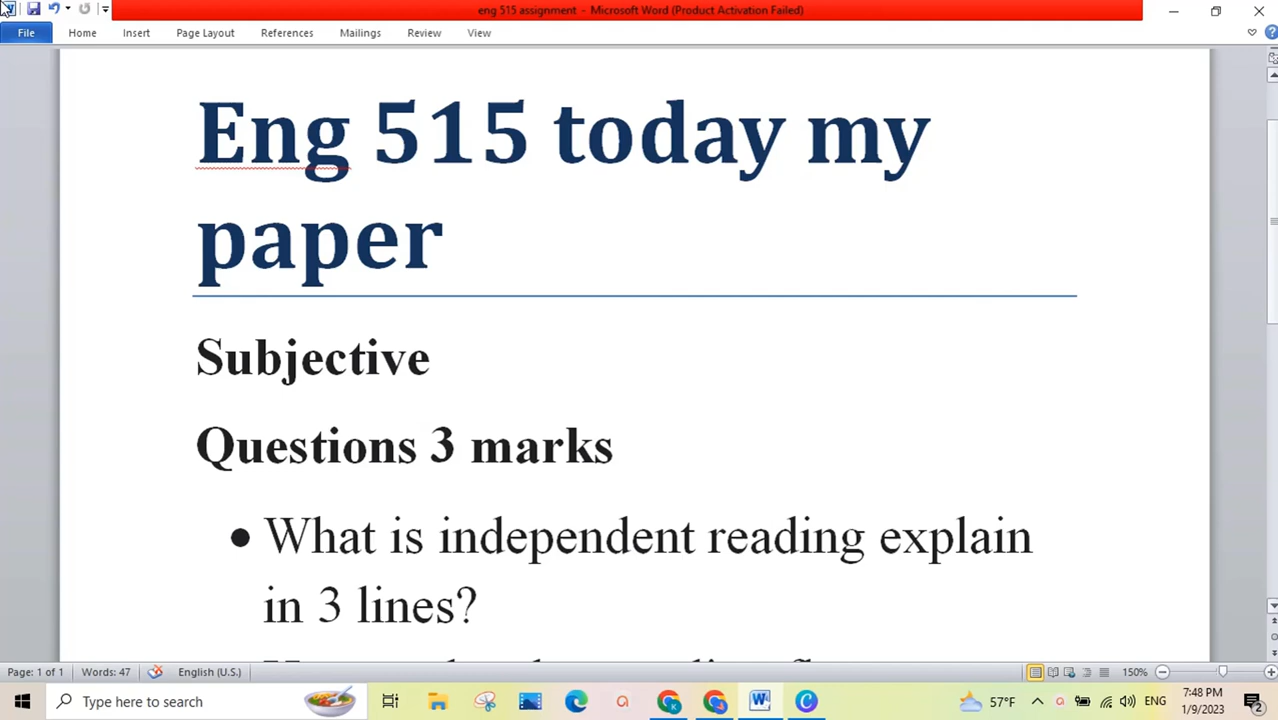 eng 515 assignment - Microsoft Word (Product Activation Failed)
File Home Insert Page Layout References Mailings Review View
Eng 515 today my
paper
Subjective
Questions 3 marks
• What is independent reading explain
in 3 lines?
Page: 1 of 1 Words: 47 English (U.S.) 150%
Type here to search 57°F ENG 7:48 PM
1/9/2023 2